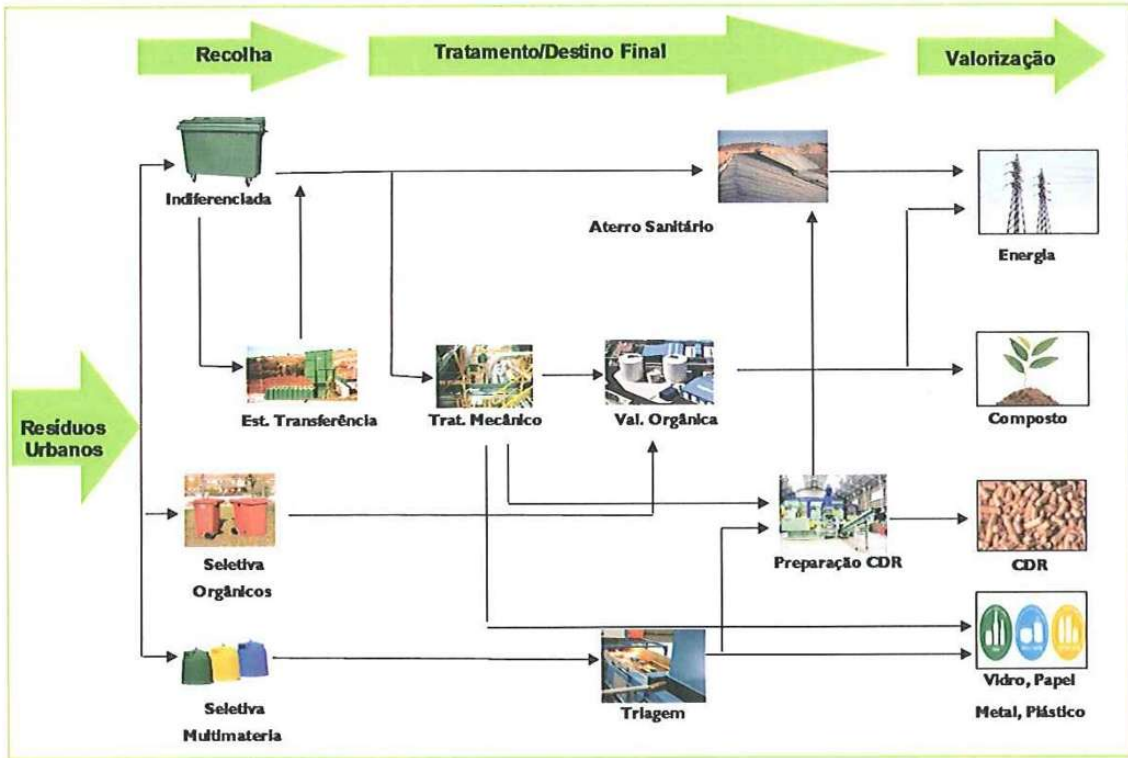 Recolha
Tratamento/Destino Final
Valorização
Indiferenciada
Aterro Sanitário
Energia
Est. Transferência
Trat. Mecânico
Val. Orgânica
Composto
Resíduos
Urbanos
Seletiva
Orgânicos
Preparação CDR
CDR
Seletiva
Multimateria
Triagem
Vidro, Papel
Metal, Plástico